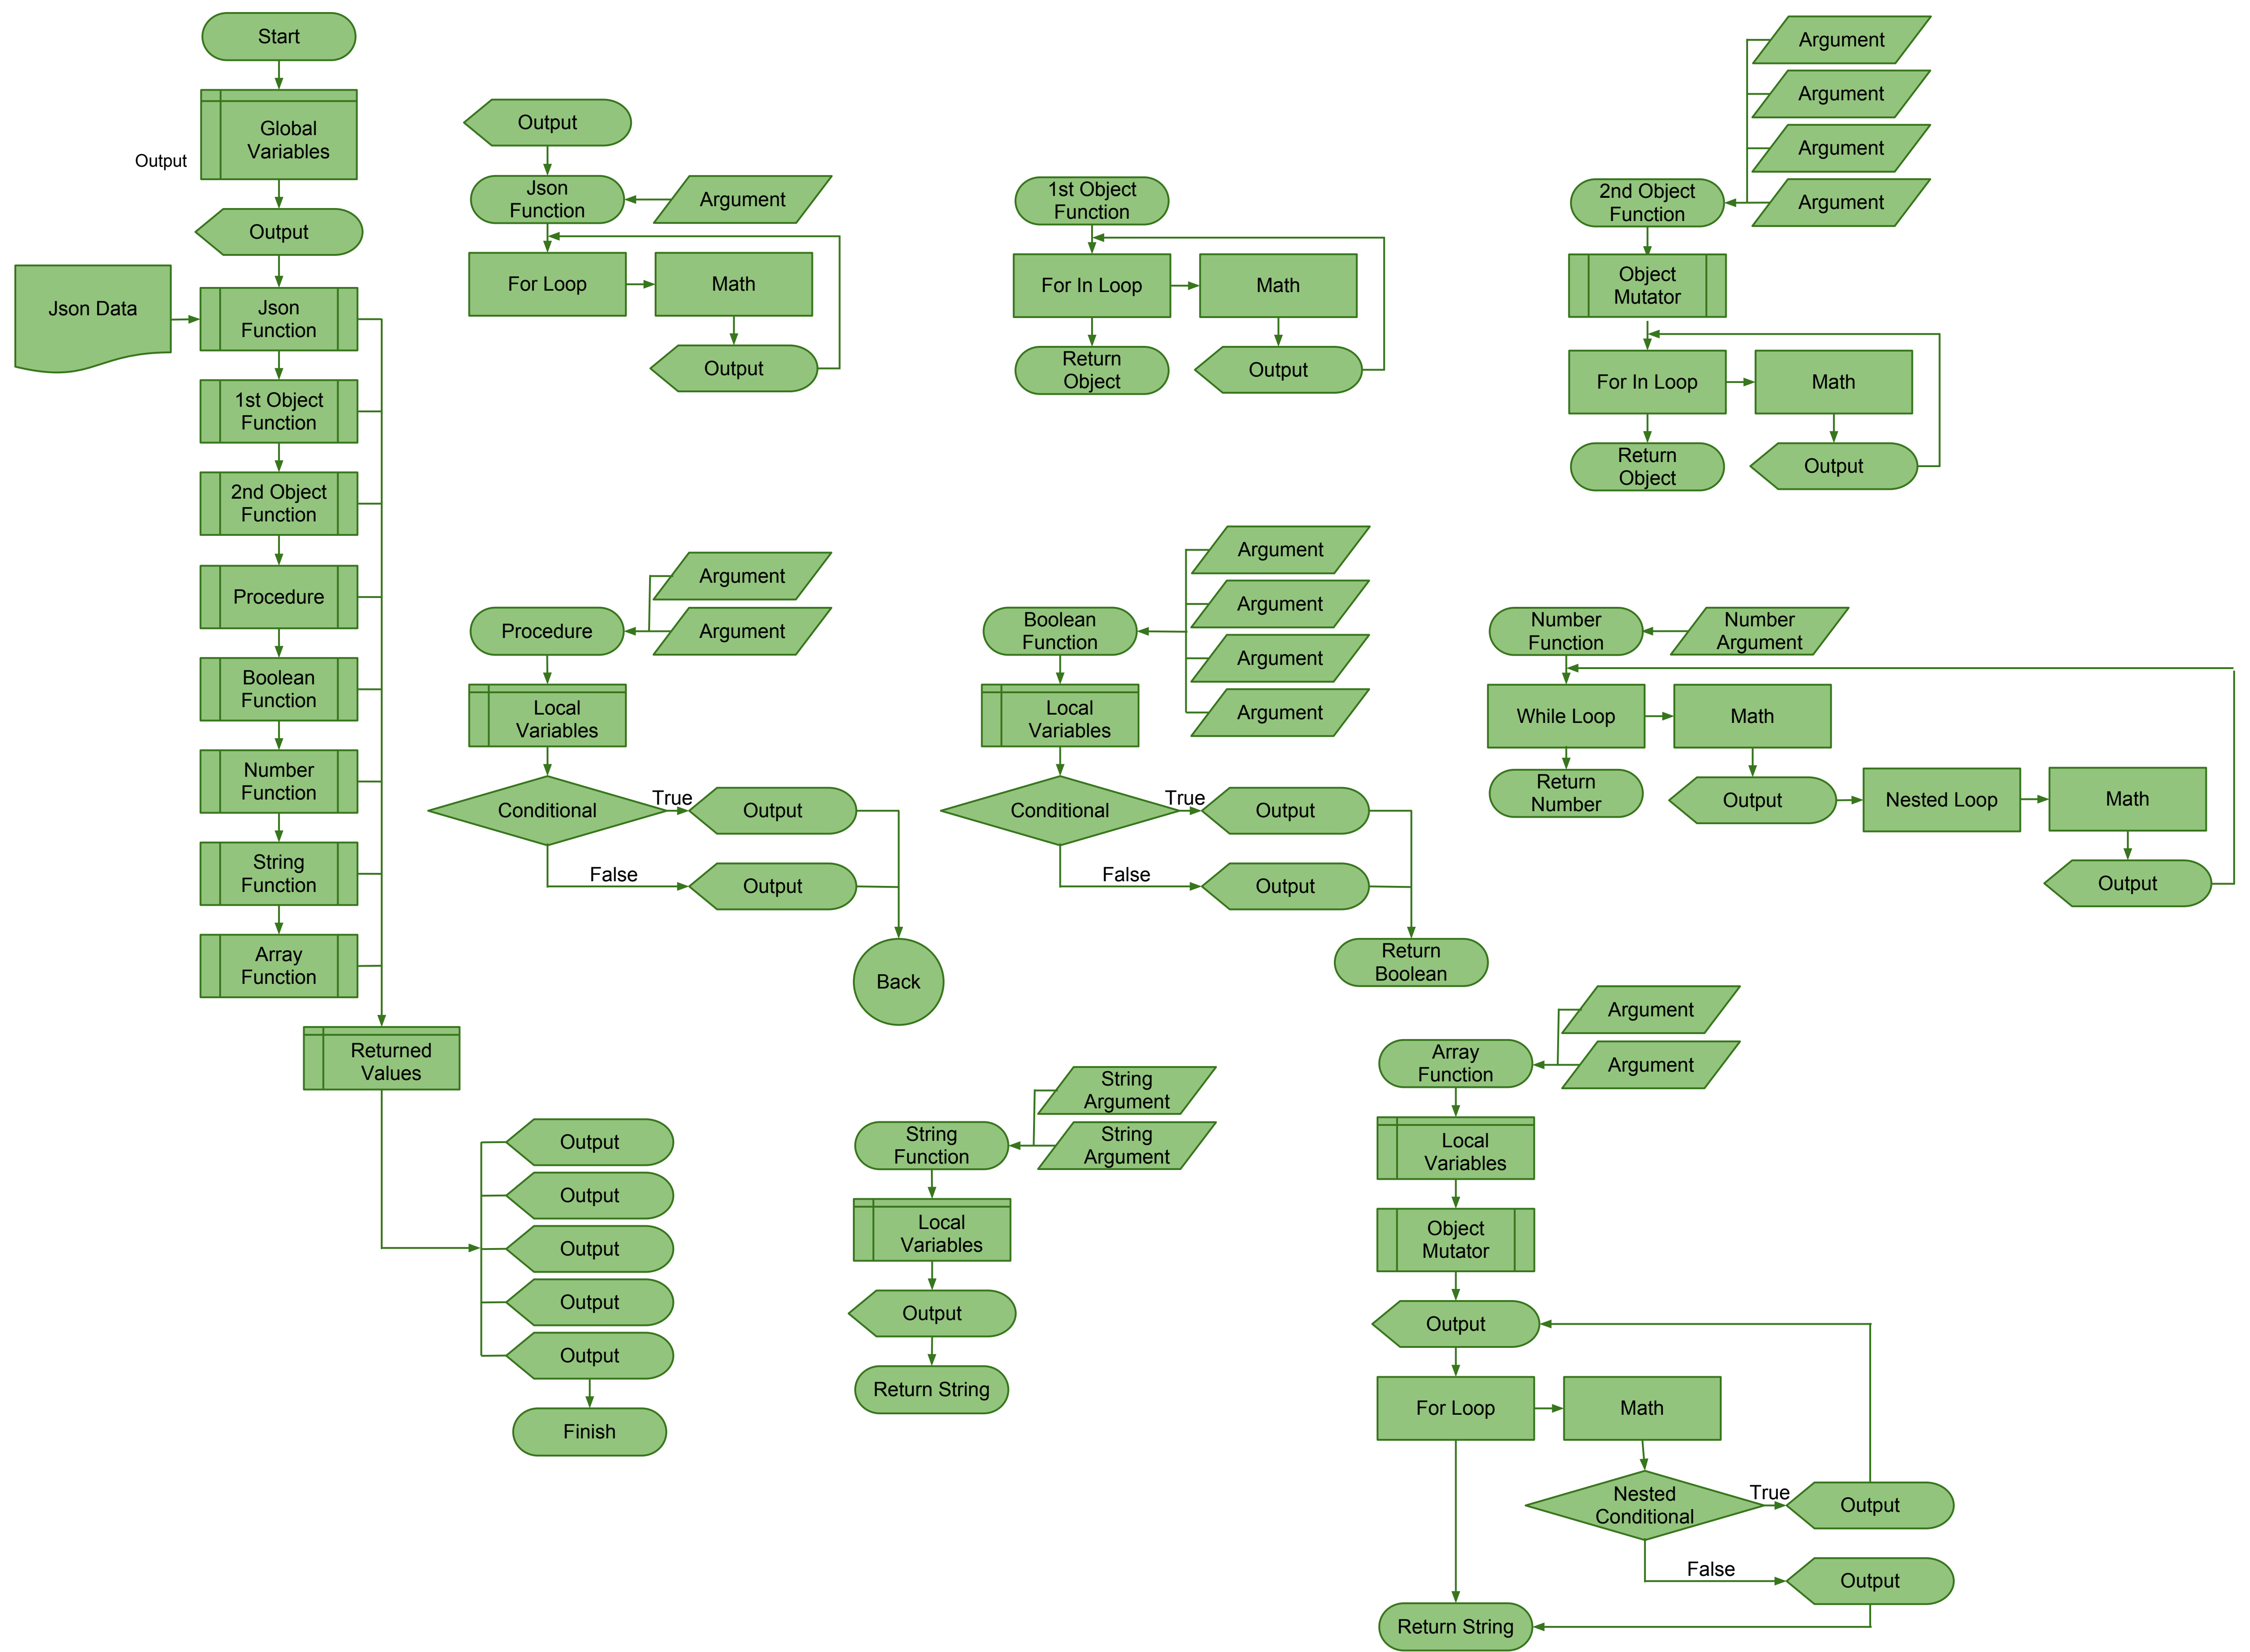 Start
Global
Variables
Output
Output
Json Data
Json
Function
1st Object
Function
2nd Object
Function
Procedure
Boolean
Function
Number
Function
String
Function
Array
Function
Returned
Values
Output
Output
Output
Output
Output
Finish
Output
Json
Function
Argument
For Loop
Math
Output
1st Object
Function
For In Loop
Math
Return
Object
Output
Argument
Argument
Argument
Argument
2nd Object
Function
Object
Mutator
For In Loop
Math
Return
Object
Output
Argument
Procedure
Argument
Local
Variables
Conditional
True
Output
False
Output
Back
Argument
Argument
Boolean
Function
Argument
Argument
Local
Variables
Conditional
True
Output
False
Output
Return
Boolean
Number
Function
Number
Argument
While Loop
Math
Return
Number
Output
Nested Loop
Math
Output
String
Argument
String
Function
String
Argument
Local
Variables
Output
Return String
Argument
Array
Function
Argument
Local
Variables
Object
Mutator
Output
For Loop
Math
Nested
Conditional
True
Output
False
Output
Return String